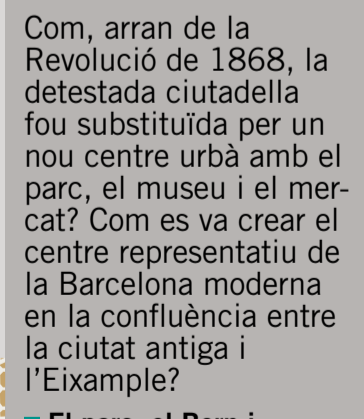 Com, arran de la
Revolució de 1868, la
detestada ciutadella
fou substituïda per un
nou centre urbà amb el
parc, el museu i el mer-
cat? Com es va crear el
centre representatiu de
la Barcelona moderna
en la confluència entre
la ciutat antiga i
l'Eixample?